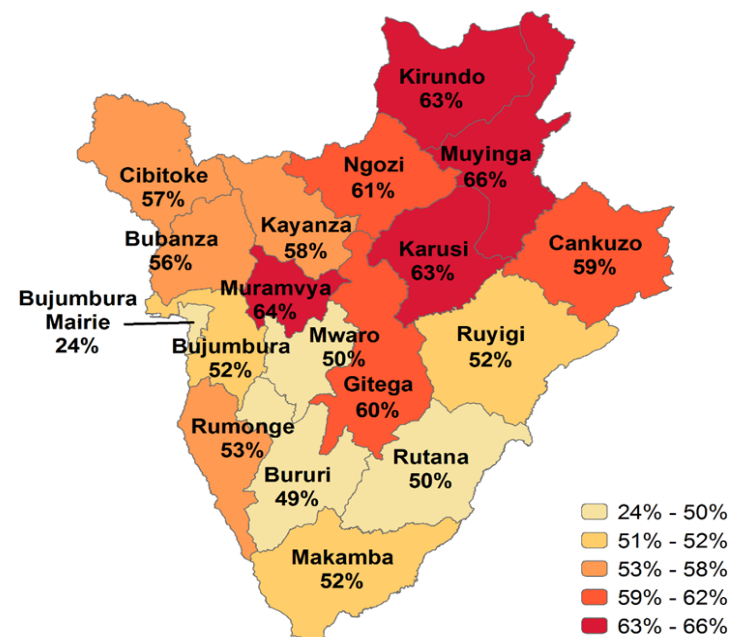 Kirundo
63%
Muyinga
66%
Ngozi
61%
Cibitoke
57%
Kayanza
58%
Bubanza
56%
Karusi
63%
Cankuzo
59%
Muramvya
64%
Bujumbura
Mairie
24%
Bujumbura
52%
Mwaro
50%
Ruyigi
52%
Gitega
60%
Rumonge
53%
Bururi
49%
Rutana
50%
Makamba
52%
24% - 50%
51% - 52%
53% - 58%
59% - 62%
63% - 66%